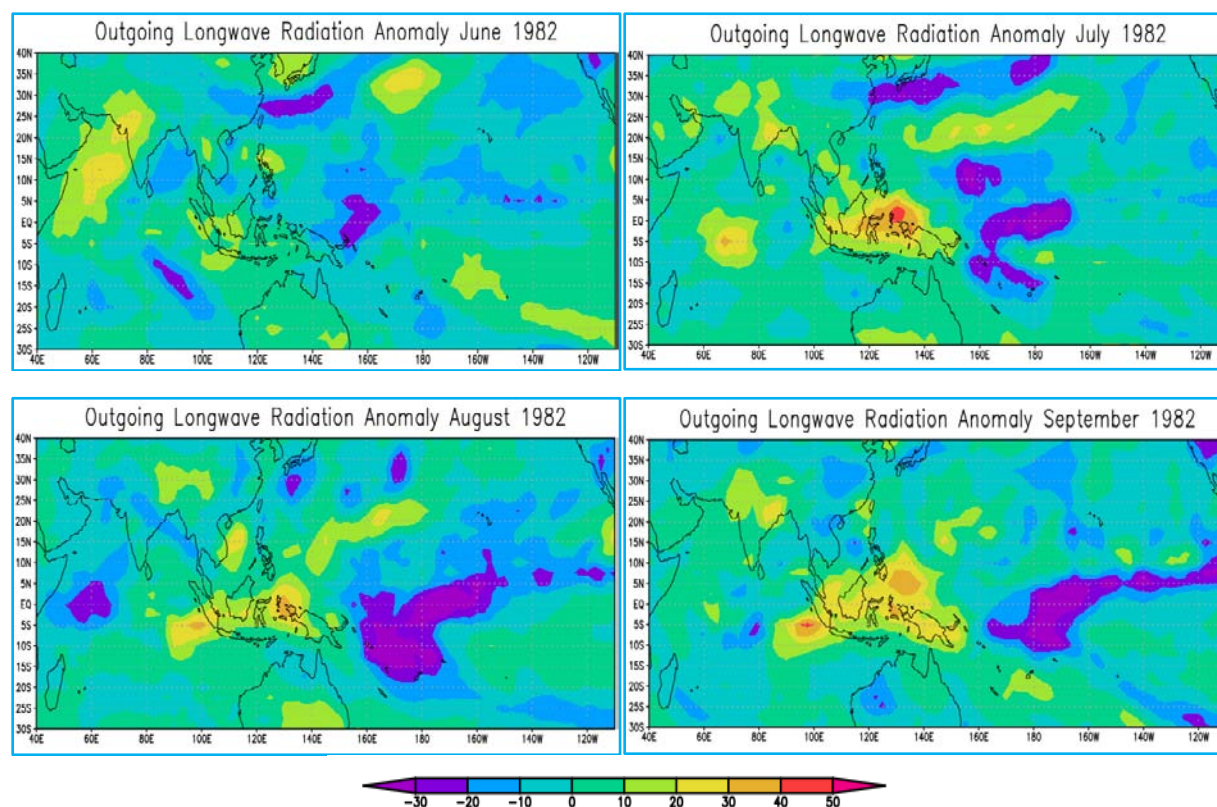 Outgoing Longwave Radiation Anomaly June 1982
40N
35N
30N
25N
20N
15N
10N
5N
EQ
5S
10S
15S
20S
25S
30S
40E 60E 80E 100E 120E 140E 160E 180 160W 140W 120W
Outgoing Longwave Radiation Anomaly July 1982
40N
35N
30N
25N
20N
15N
10N
5N
EQ
5S
10S
15S
20S
25S
30S
40E 60E 80E 100E 120E 140E 160E 180 160W 140W 120W
Outgoing Longwave Radiation Anomaly August 1982
40N
35N
30N
25N
20N
15N
10N
5N
EQ
5S
10S
15S
20S
25S
30S
40E 60E 80E 100E 120E 140E 160E 180 160W 140W 120W
Outgoing Longwave Radiation Anomaly September 1982
40N
35N
30N
25N
20N
15N
10N
5N
EQ
5S
10S
15S
20S
25S
30S
40E 60E 80E 100E 120E 140E 160E 180 160W 140W 120W
-30 -20 -10 0 10 20 30 40 50